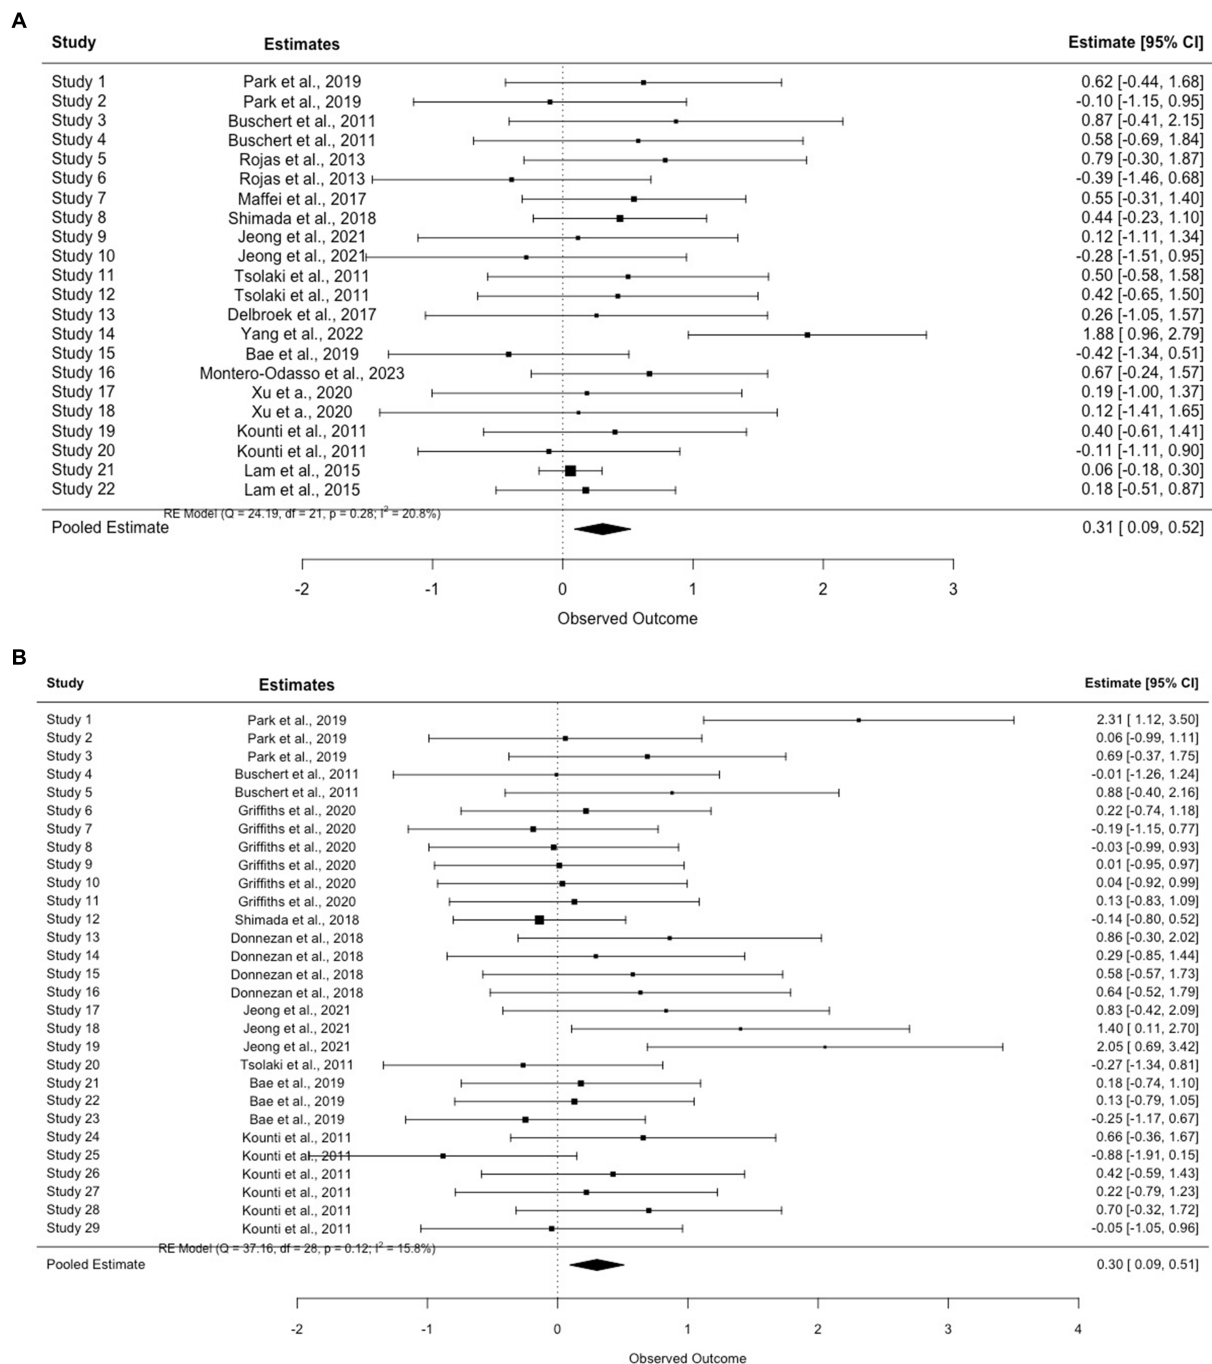 A
Study Estimates Estimate [95% CI]
Study 1 Park et al., 2019 0.62 [-0.44, 1.68]
Study 2 Park et al., 2019 -0.10 [-1.15, 0.95]
Study 3 Buschert et al., 2011 0.87 [-0.41, 2.15]
Study 4 Buschert et al., 2011 0.58 [-0.69, 1.84]
Study 5 Rojas et al., 2013 0.79 [-0.30, 1.87]
Study 6 Rojas et al., 2013 -0.39 [-1.46, 0.68]
Study 7 Maffei et al., 2017 0.55 [-0.31, 1.40]
Study 8 Shimada et al., 2018 0.44 [-0.23, 1.10]
Study 9 Jeong et al., 2021 0.12 [-1.11, 1.34]
Study 10 Jeong et al., 2021 -0.28 [-1.51, 0.95]
Study 11 Tsolaki et al., 2011 0.50 [-0.58, 1.58]
Study 12 Tsolaki et al., 2011 0.42 [-0.65, 1.50]
Study 13 Delbroek et al., 2017 0.26 [-1.05, 1.57]
Study 14 Yang et al., 2022 1.88 [ 0.96, 2.79]
Study 15 Bae et al., 2019 -0.42 [-1.34, 0.51]
Study 16 Montero-Odasso et al., 2023 0.67 [-0.24, 1.57]
Study 17 Xu et a., 2020 0.19 [-1.00, 1.37]
Study 18 Xu et a., 2020 0.12 [-1.41, 1.65]
Study 19 Kounti et al., 2011 0.40 [-0.61, 1.41]
Study 20 Kounti et al., 2011 -0.11 [-1.11, 0.90]
Study 21 Lam et al., 2015 0.06 [-0.18, 0.30]
Study 22 Lam et al., 2015 0.18 [-0.51, 0.87]
RE Model (Q = 24.19, df = 21, p = 0.28; I² = 20.8%)
Pooled Estimate 0.31 [ 0.09, 0.52]
-2 -1 0 1 2 3
Observed Outcome
B
Study Estimates Estimate [95% CI]
Study 1 Park et al., 2019 2.31 [ 1.12, 3.50]
Study 2 Park et al., 2019 0.06 [-0.99, 1.11]
Study 3 Park et al., 2019 0.69 [-0.37, 1.75]
Study 4 Buschert et al., 2011 -0.01 [-1.26, 1.24]
Study 5 Buschert et al., 2011 0.88 [-0.40, 2.16]
Study 6 Griffiths et al., 2020 0.22 [-0.74, 1.18]
Study 7 Griffiths et al., 2020 -0.19 [-1.15, 0.77]
Study 8 Griffiths et al., 2020 -0.03 [-0.99, 0.93]
Study 9 Griffiths et al., 2020 0.01 [-0.95, 0.97]
Study 10 Griffiths et al., 2020 0.04 [-0.92, 0.99]
Study 11 Griffiths et al., 2020 0.13 [-0.83, 1.09]
Study 12 Shimada et al., 2018 -0.14 [-0.80, 0.52]
Study 13 Donnezan et al., 2018 0.86 [-0.30, 2.02]
Study 14 Donnezan et al., 2018 0.29 [-0.85, 1.44]
Study 15 Donnezan et al., 2018 0.58 [-0.57, 1.73]
Study 16 Donnezan et al., 2018 0.64 [-0.52, 1.79]
Study 17 Jeong et al., 2021 0.83 [-0.42, 2.09]
Study 18 Jeong et al., 2021 1.40 [ 0.11, 2.70]
Study 19 Jeong et al., 2021 2.05 [ 0.69, 3.42]
Study 20 Tsolaki et al., 2011 -0.27 [-1.34, 0.81]
Study 21 Bae et al., 2019 0.18 [-0.74, 1.10]
Study 22 Bae et al., 2019 0.13 [-0.79, 1.05]
Study 23 Bae et al., 2019 -0.25 [-1.17, 0.67]
Study 24 Kounti et al., 2011 0.66 [-0.36, 1.67]
Study 25 Kounti et al., 2011 -0.88 [-1.91, 0.15]
Study 26 Kounti et al., 2011 0.42 [-0.59, 1.43]
Study 27 Kounti et al., 2011 0.22 [-0.79, 1.23]
Study 28 Kounti et al., 2011 0.70 [-0.32, 1.72]
Study 29 Kounti et al., 2011 -0.05 [-1.05, 0.96]
RE Model (Q = 37.16, df = 28, p = 0.12; I² = 15.8%)
Pooled Estimate 0.30 [ 0.09, 0.51]
-2 -1 0 1 2 3 4
Observed Outcome